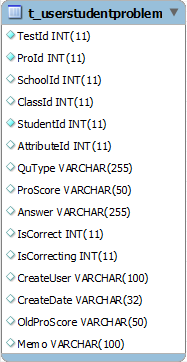 t_userstudentproblem
TestId INT(11)
ProId INT(11)
SchoolId INT(11)
ClassId INT(11)
StudentId INT(11)
AttributeId INT(11)
QuType VARCHAR(255)
ProScore VARCHAR(50)
Answer VARCHAR(255)
IsCorrect INT(11)
IsCorrecting INT(11)
CreateUser VARCHAR(100)
CreateDate VARCHAR(32)
OldProScore VARCHAR(50)
Memo VARCHAR(100)